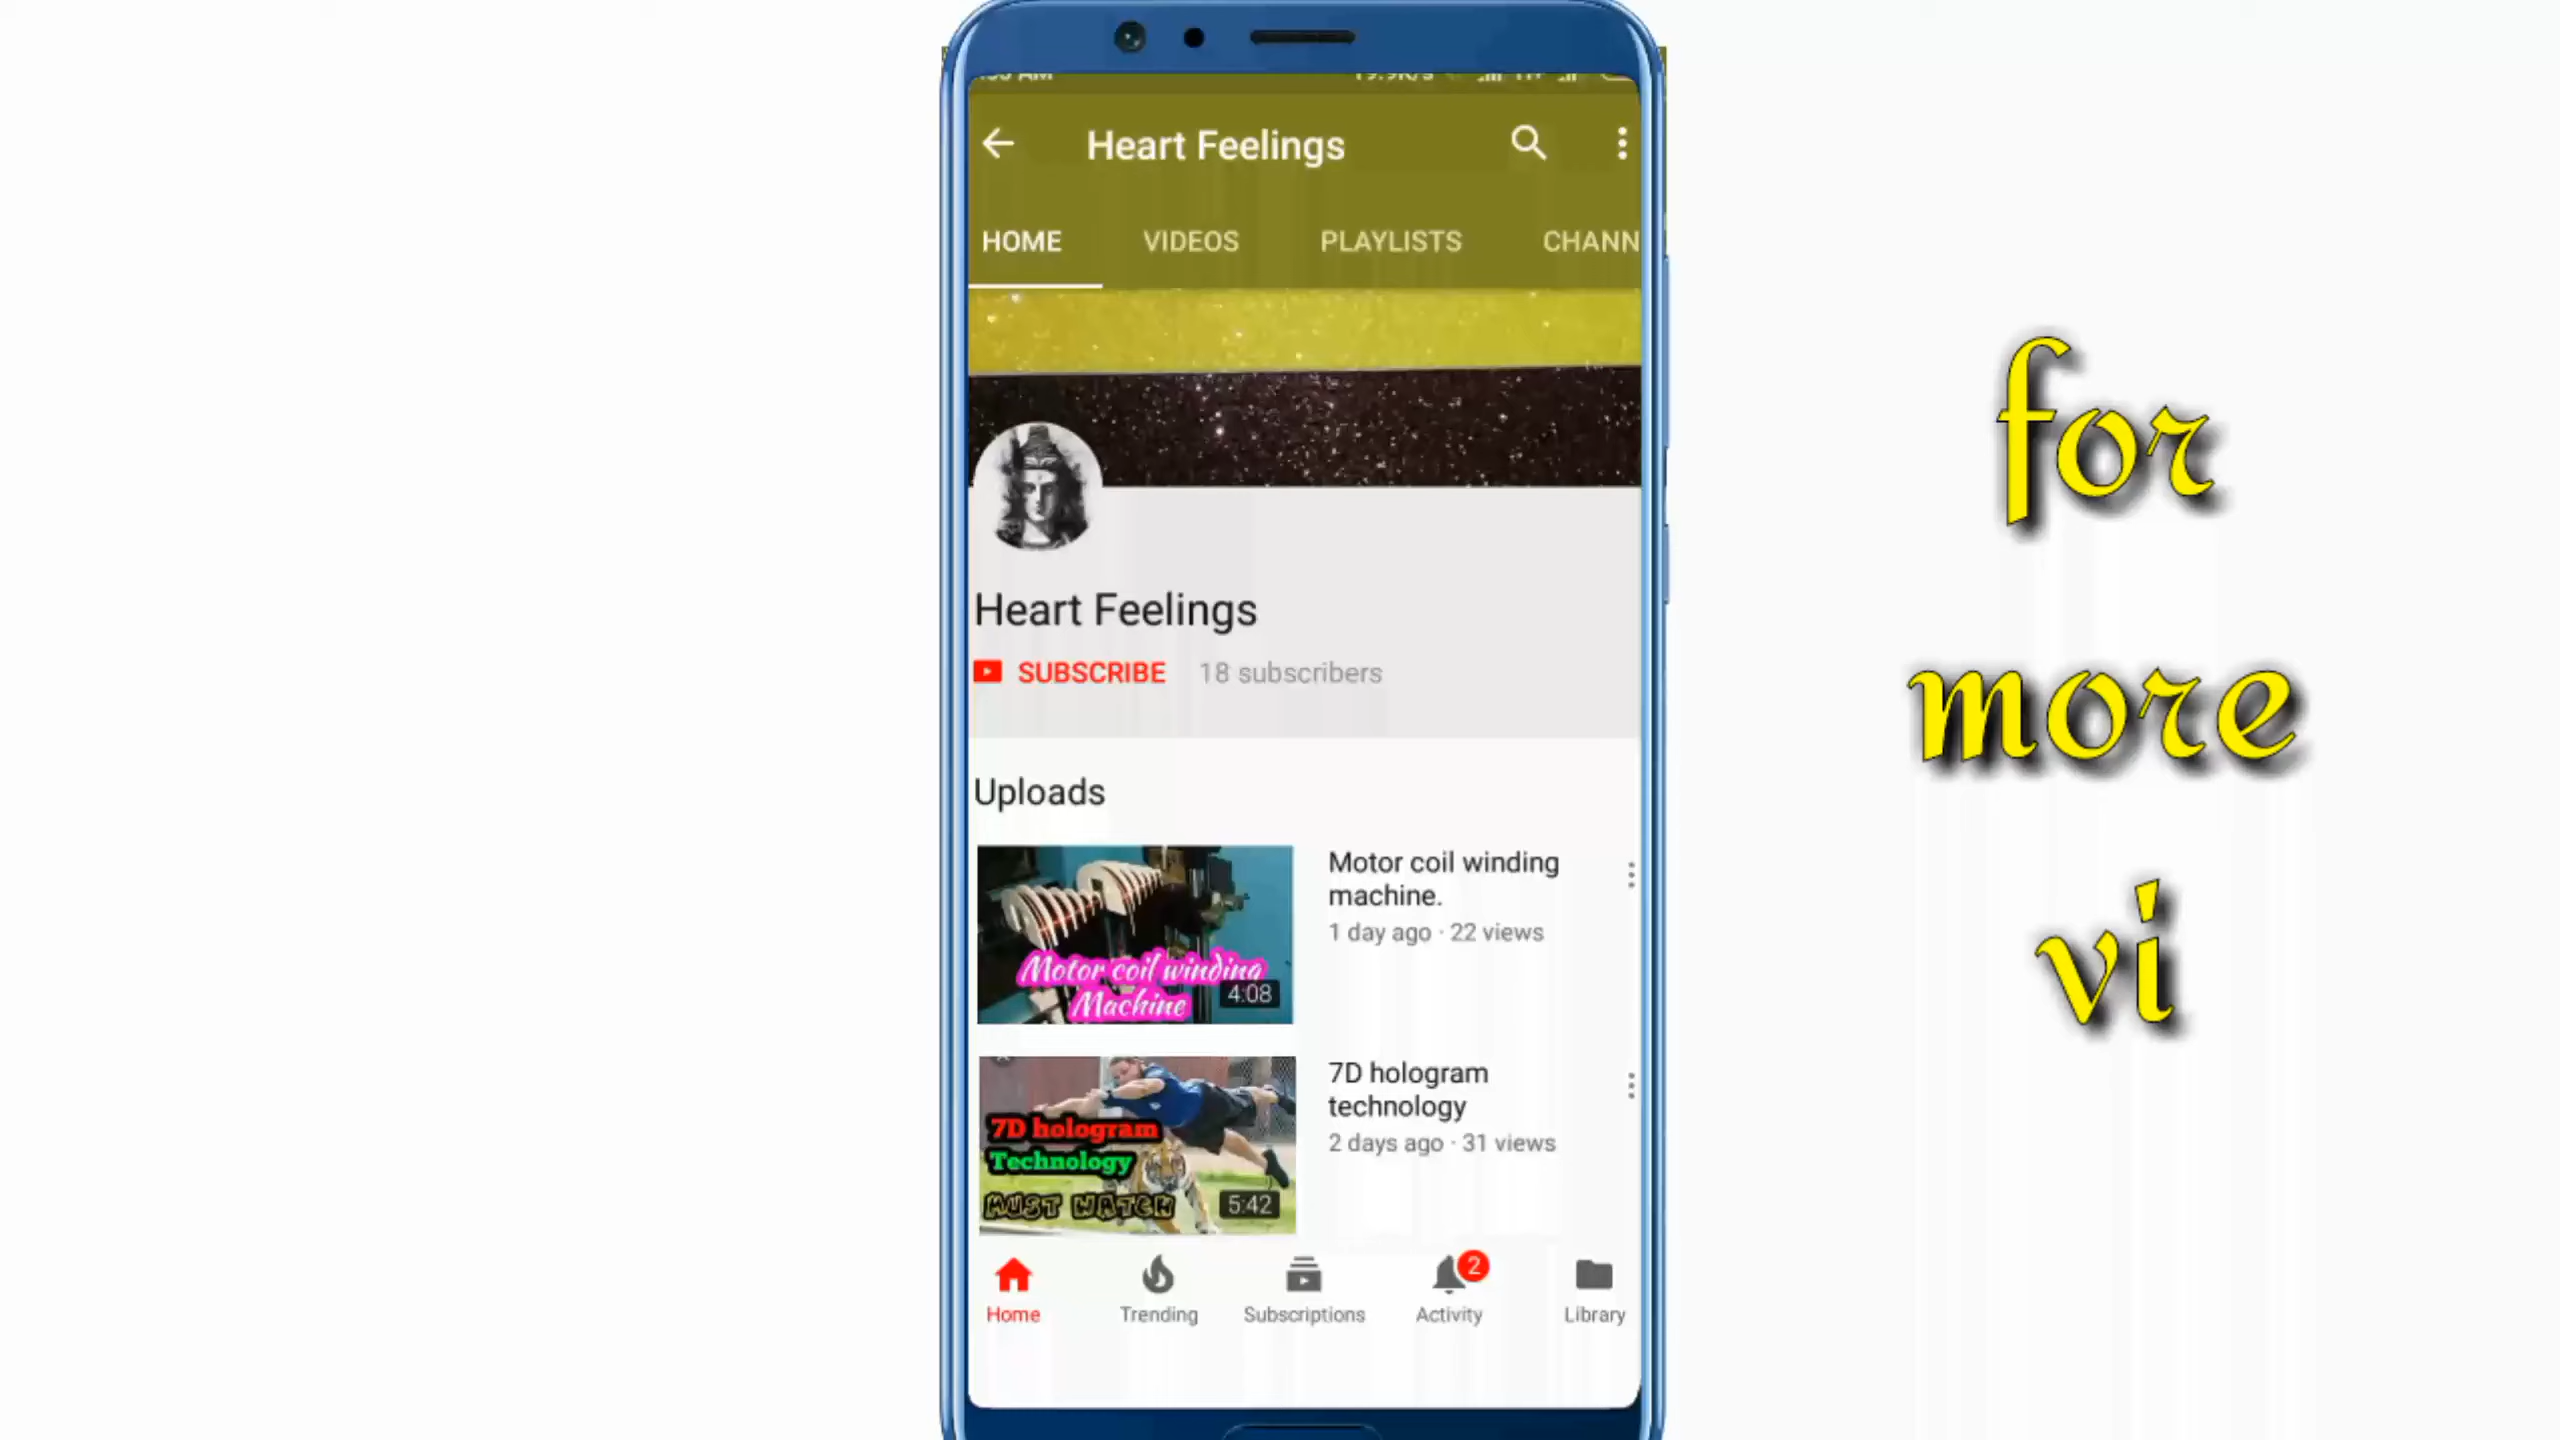 Heart Feelings
HOME VIDEOS PLAYLISTS CHANN
Heart Feelings
SUBSCRIBE 18 subscribers
Uploads
Motor coil winding
machine.
1 day ago · 22 views
Motor coil winding
Machine
4:08
7D hologram
technology
2 days ago · 31 views
7D hologram
Technology
MUST WATCH
5:42
Home Trending Subscriptions Activity 2 Library
for
more
vi